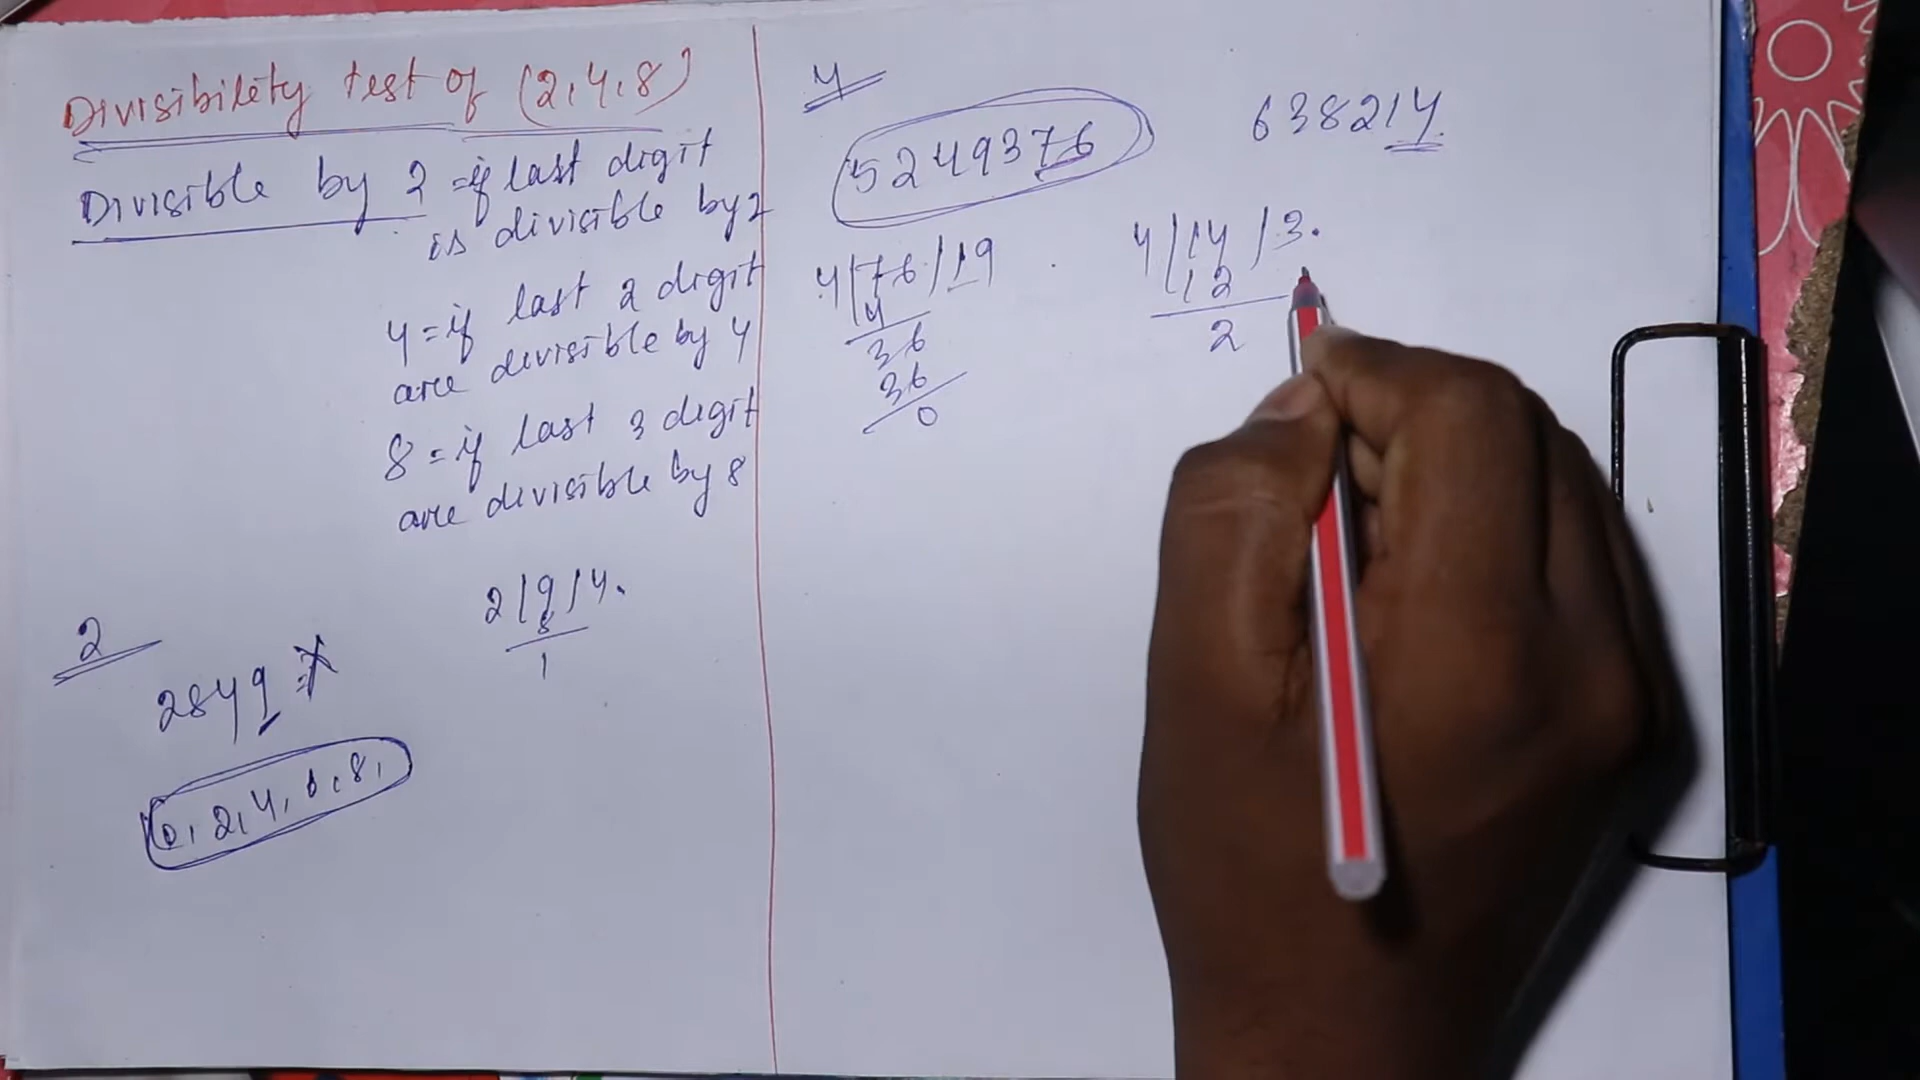 Divisibility test of (2,4,8)
Divisible by 2 = if last digit
is divisible by 2
4 = if last 2 digit
are divisible by 4
8 = if last 3 digit
are divisible by 8
2 | 9 | 4.
8
1
2
2849 = X
0, 2, 4, 6, 8,
4
5249376
638214
4 | 76 | 19
4
36
36
0
4 | 14 | 3.
12
2